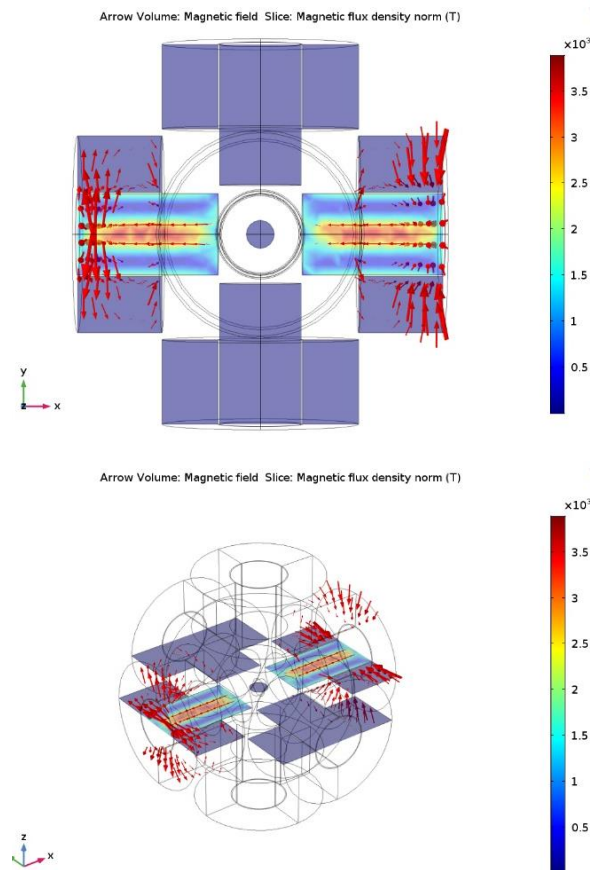 Arrow Volume: Magnetic field  Slice: Magnetic flux density norm (T)
×10³
3.5
3
2.5
2
1.5
1
0.5
y
z
x
Arrow Volume: Magnetic field  Slice: Magnetic flux density norm (T)
×10³
3.5
3
2.5
2
1.5
1
0.5
z
x